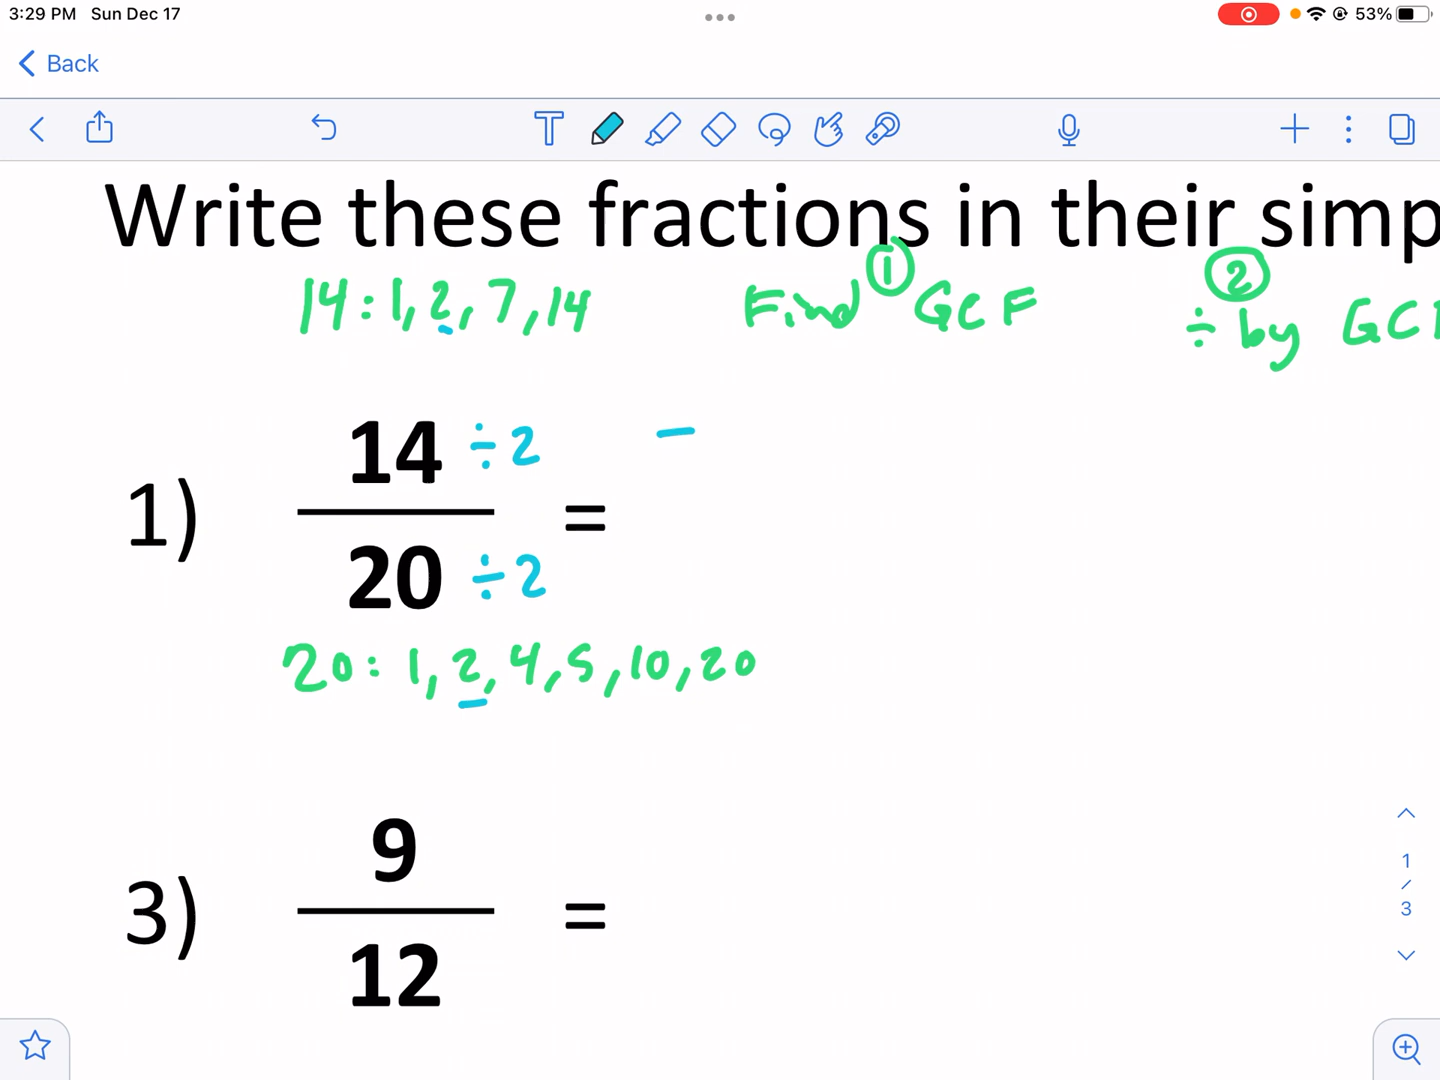 3:29 PM Sun Dec 17
53%
Back
T
Write these fractions in their simp
14: 1, 2, 7, 14
① Find GCF
② ÷ by GCF
14 ÷2
1) =
20 ÷2
20: 1, 2, 4, 5, 10, 20
9
3) =
12
1
/
3